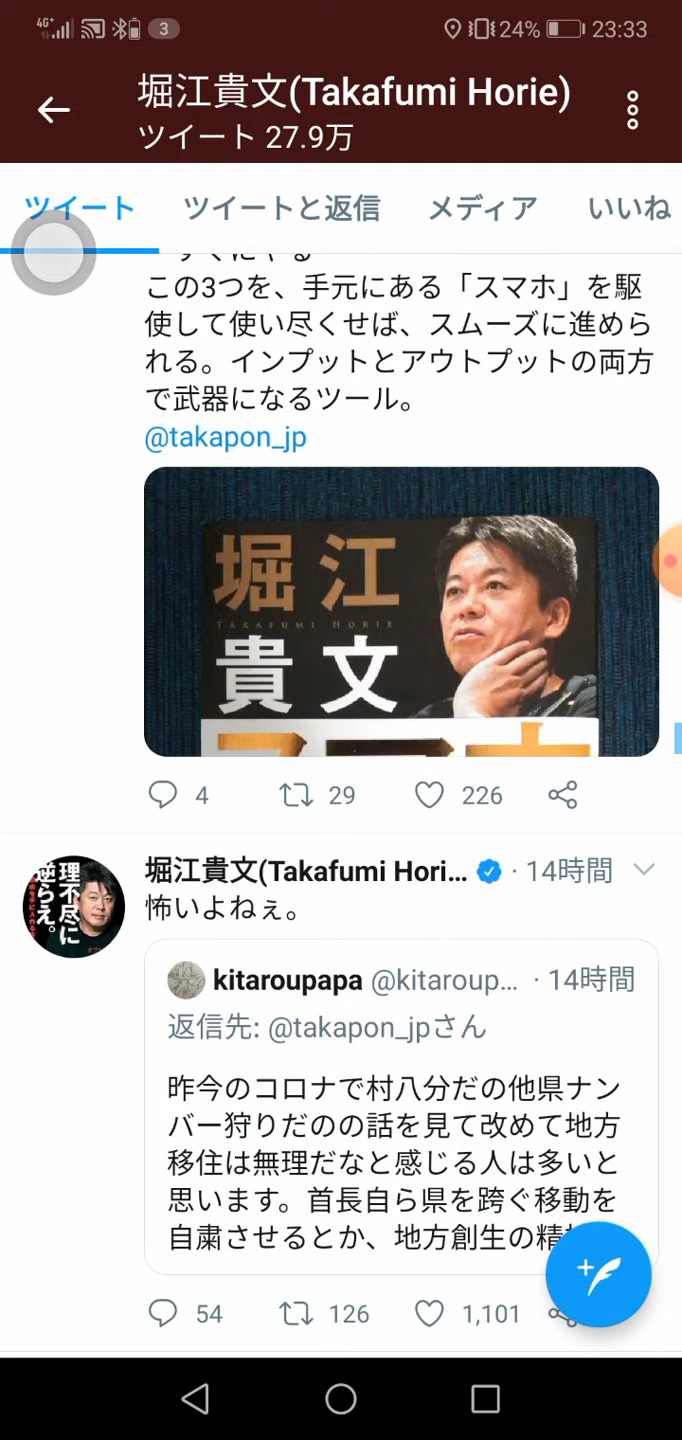 4G+ 3 24% 23:33
堀江貴文(Takafumi Horie)
ツイート 27.9万
ツイート ツイートと返信 メディア いいね
すぐにやる
この3つを、手元にある「スマホ」を駆
使して使い尽くせば、スムーズに進めら
れる。インプットとアウトプットの両方
で武器になるツール。
@takapon_jp
堀江
TAKAFUMI HORIE
貴文
4 29 226
堀江貴文(Takafumi Hori... · 14時間
怖いよねぇ。
理不尽に
逆らえ。
kitaroupapa @kitaroup... · 14時間
返信先: @takapon_jpさん
昨今のコロナで村八分だの他県ナン
バー狩りだのの話を見て改めて地方
移住は無理だなと感じる人は多いと
思います。首長自ら県を跨ぐ移動を
自粛させるとか、地方創生の精
54 126 1,101